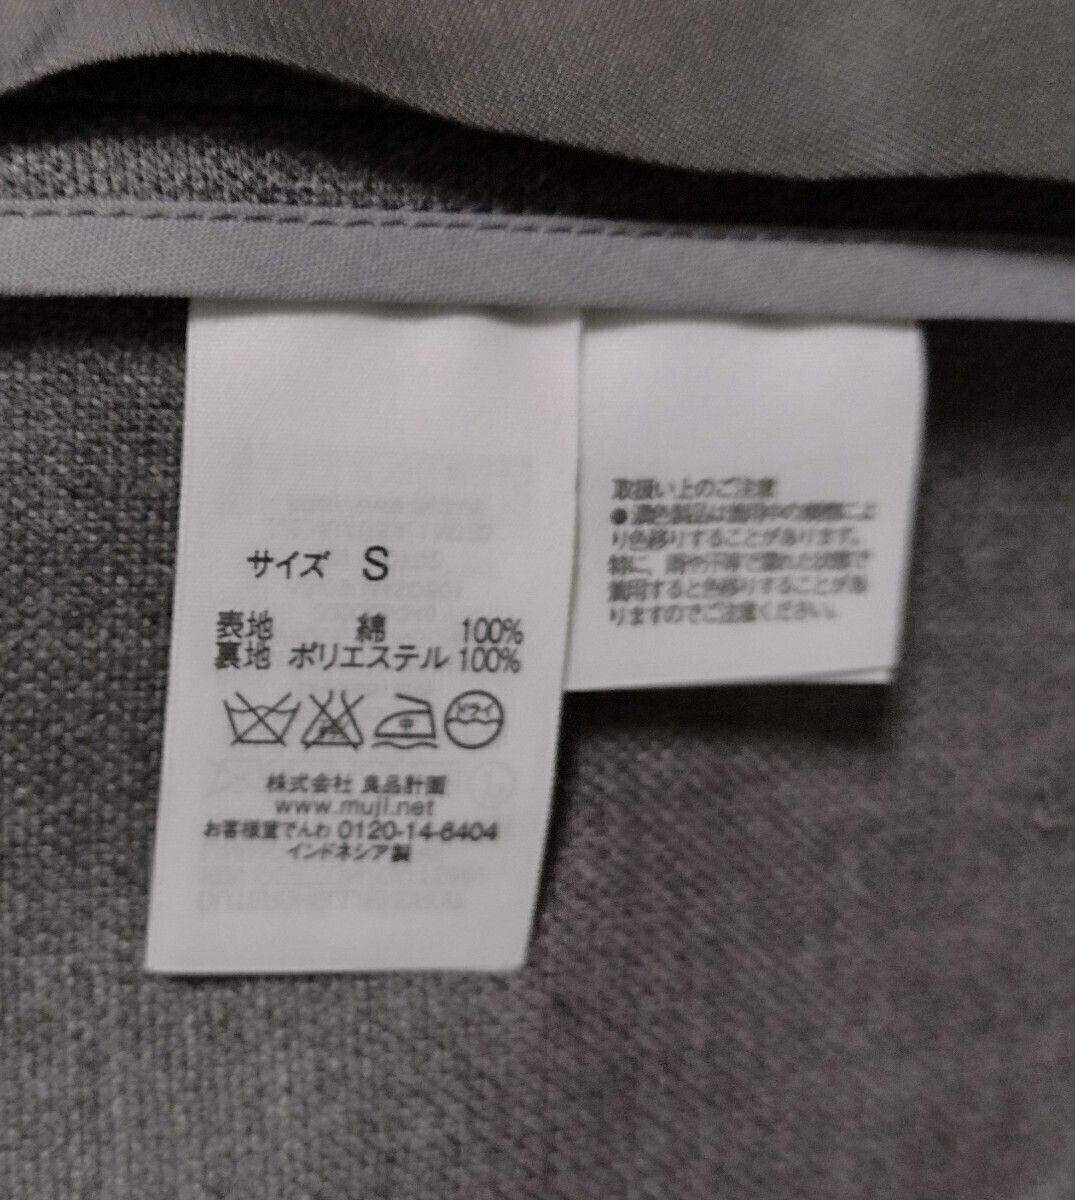 サイズ S
表地 綿 100%
裏地 ポリエステル 100%
中 ドライ
株式会社 良品計画
www.muji.net
お客様室でんわ 0120-14-6404
インドネシア製
取扱い上のご注意
●濃色製品は着用中の摩擦によ
り色移りすることがあります。
特に、雨や汗等で濡れた状態で
着用すると色移りすることがあ
りますのでご注意ください。